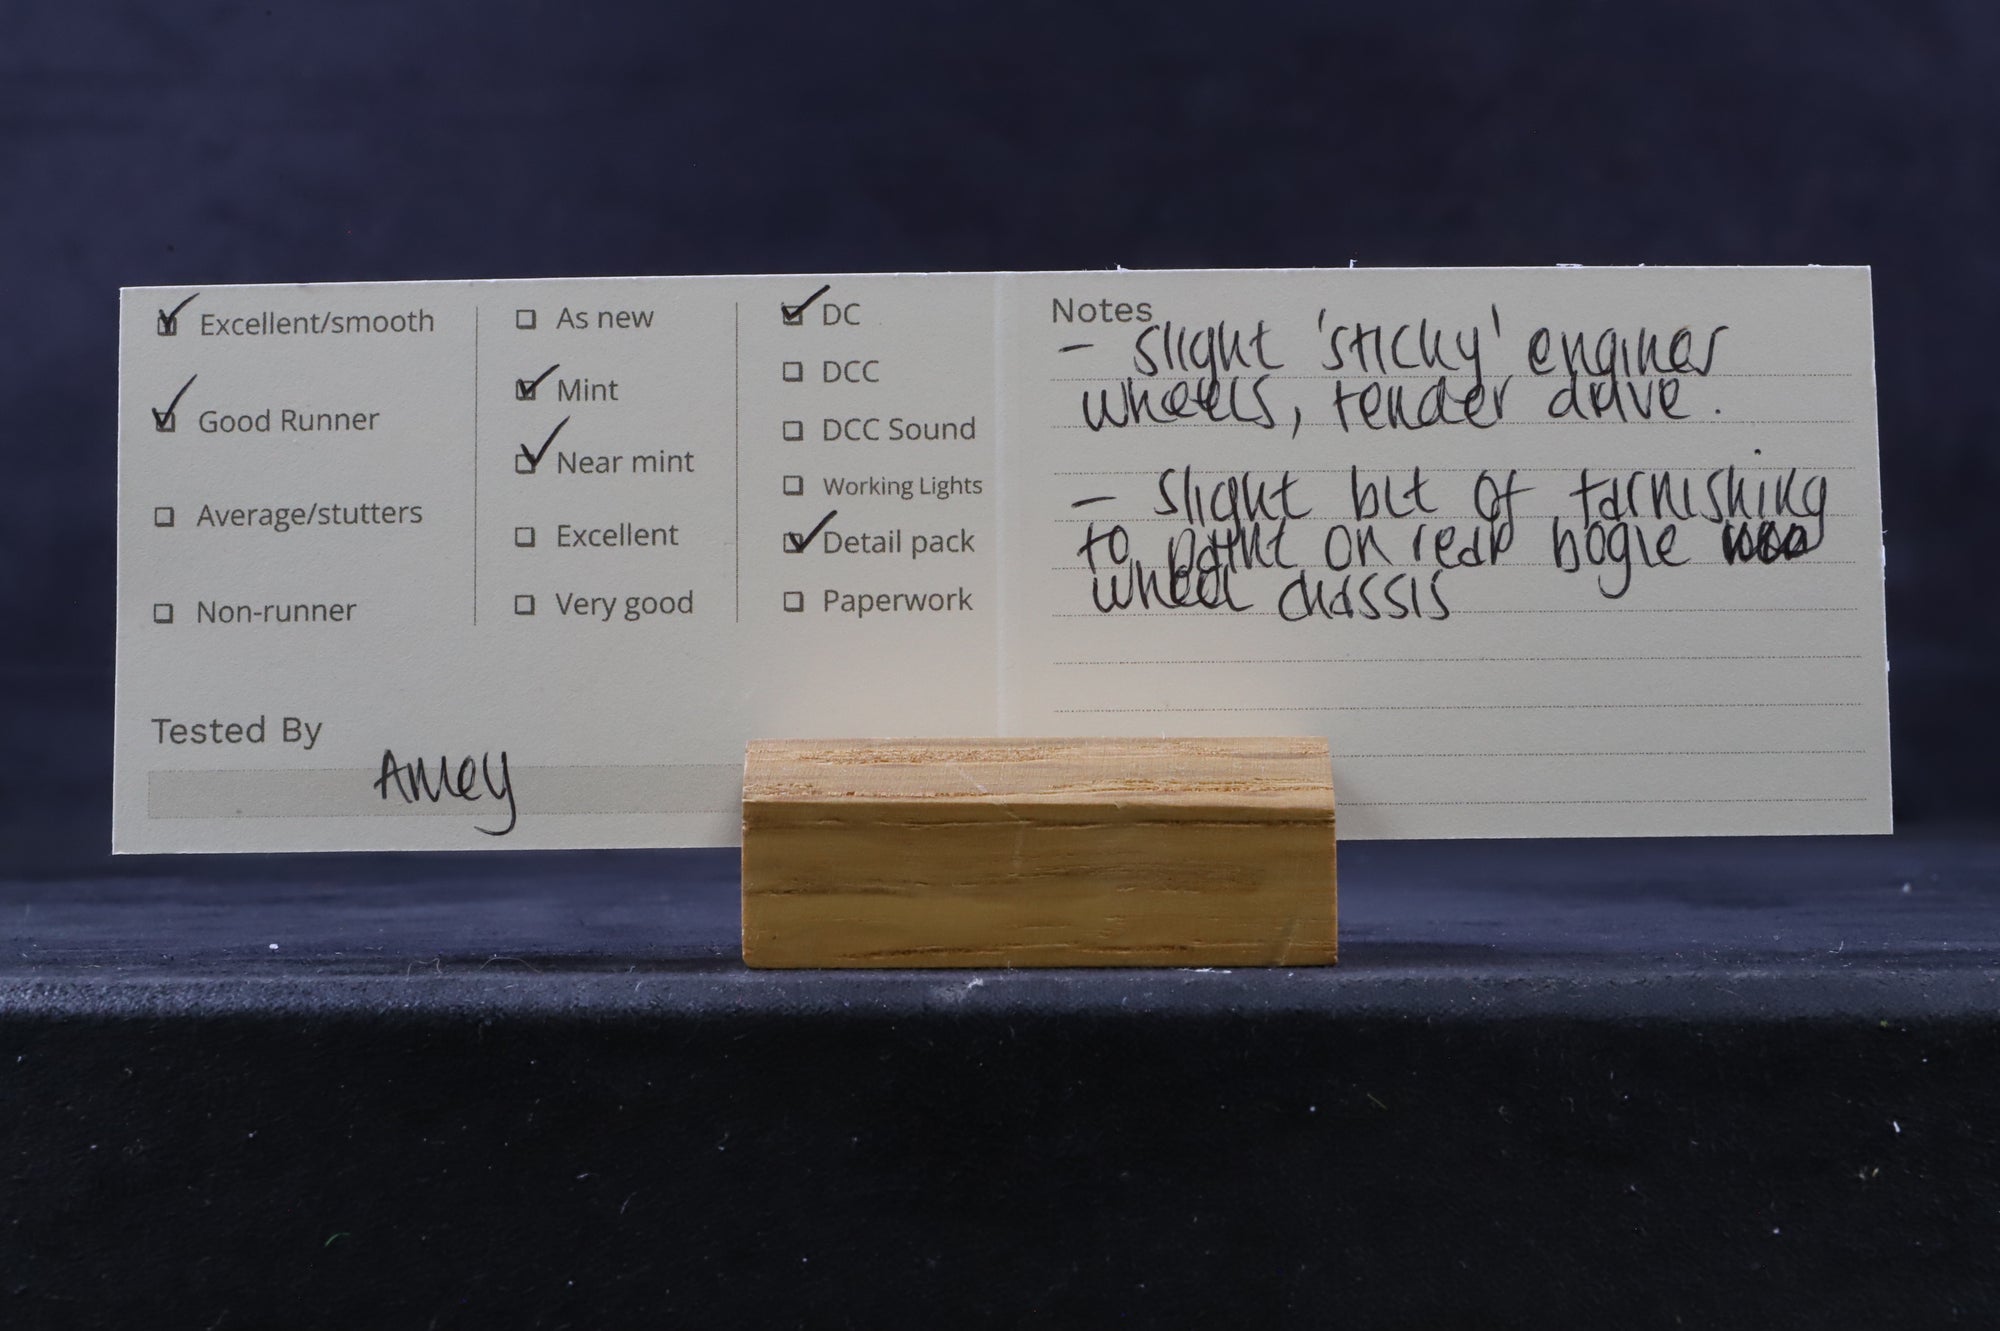 Excellent/smooth
Good Runner
Average/stutters
Non-runner
As new
Mint
Near mint
Excellent
Very good
DC
DCC
DCC Sound
Working Lights
Detail pack
Paperwork
Tested By
Amey
Notes
- slight 'sticky' engines
wheels, tender drive.
- slight bit of tarnishing
to paint on rear bogie
wheel chassis